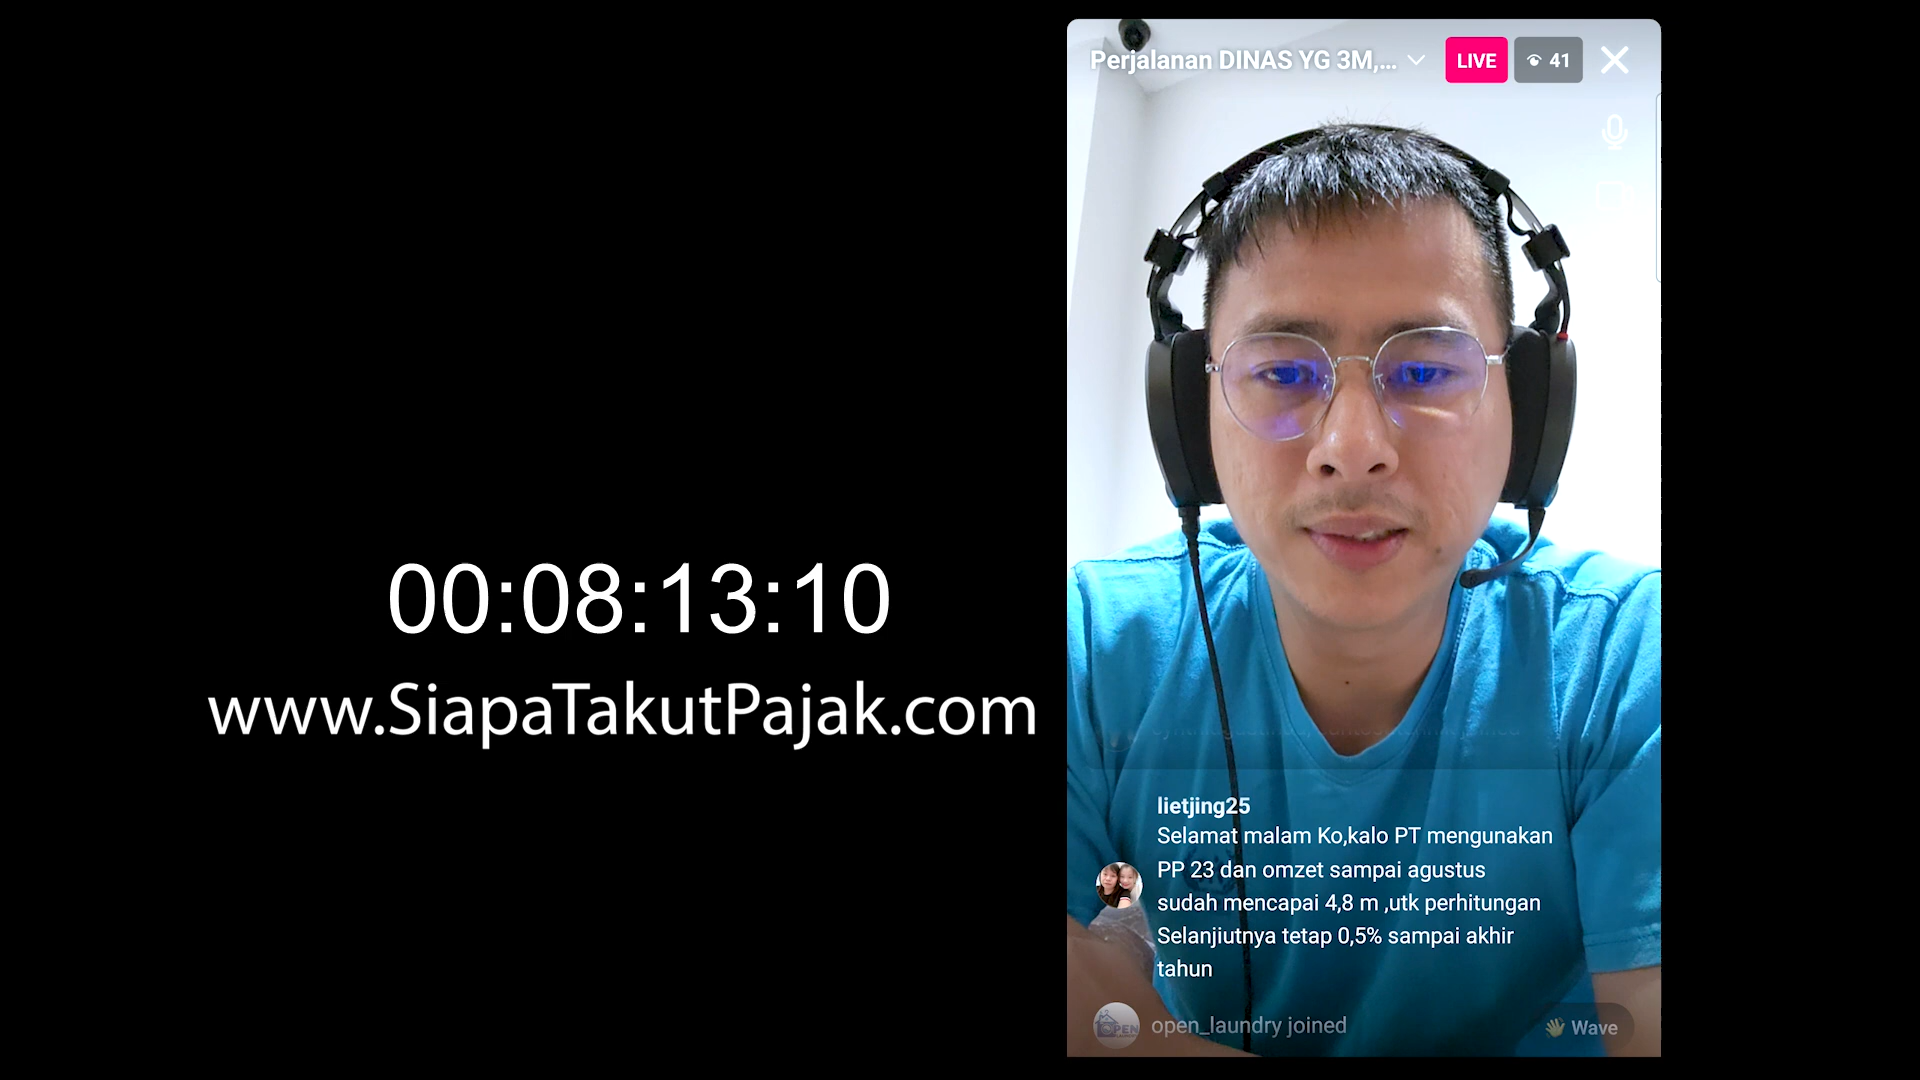 Perjalanan DINAS YG 3M,...
LIVE
41
00:08:13:10
www.SiapaTakutPajak.com
lietjing25
Selamat malam Ko,kalo PT mengunakan
PP 23 dan omzet sampai agustus
sudah mencapai 4,8 m ,utk perhitungan
Selanjiutnya tetap 0,5% sampai akhir
tahun
open_laundry joined
Wave